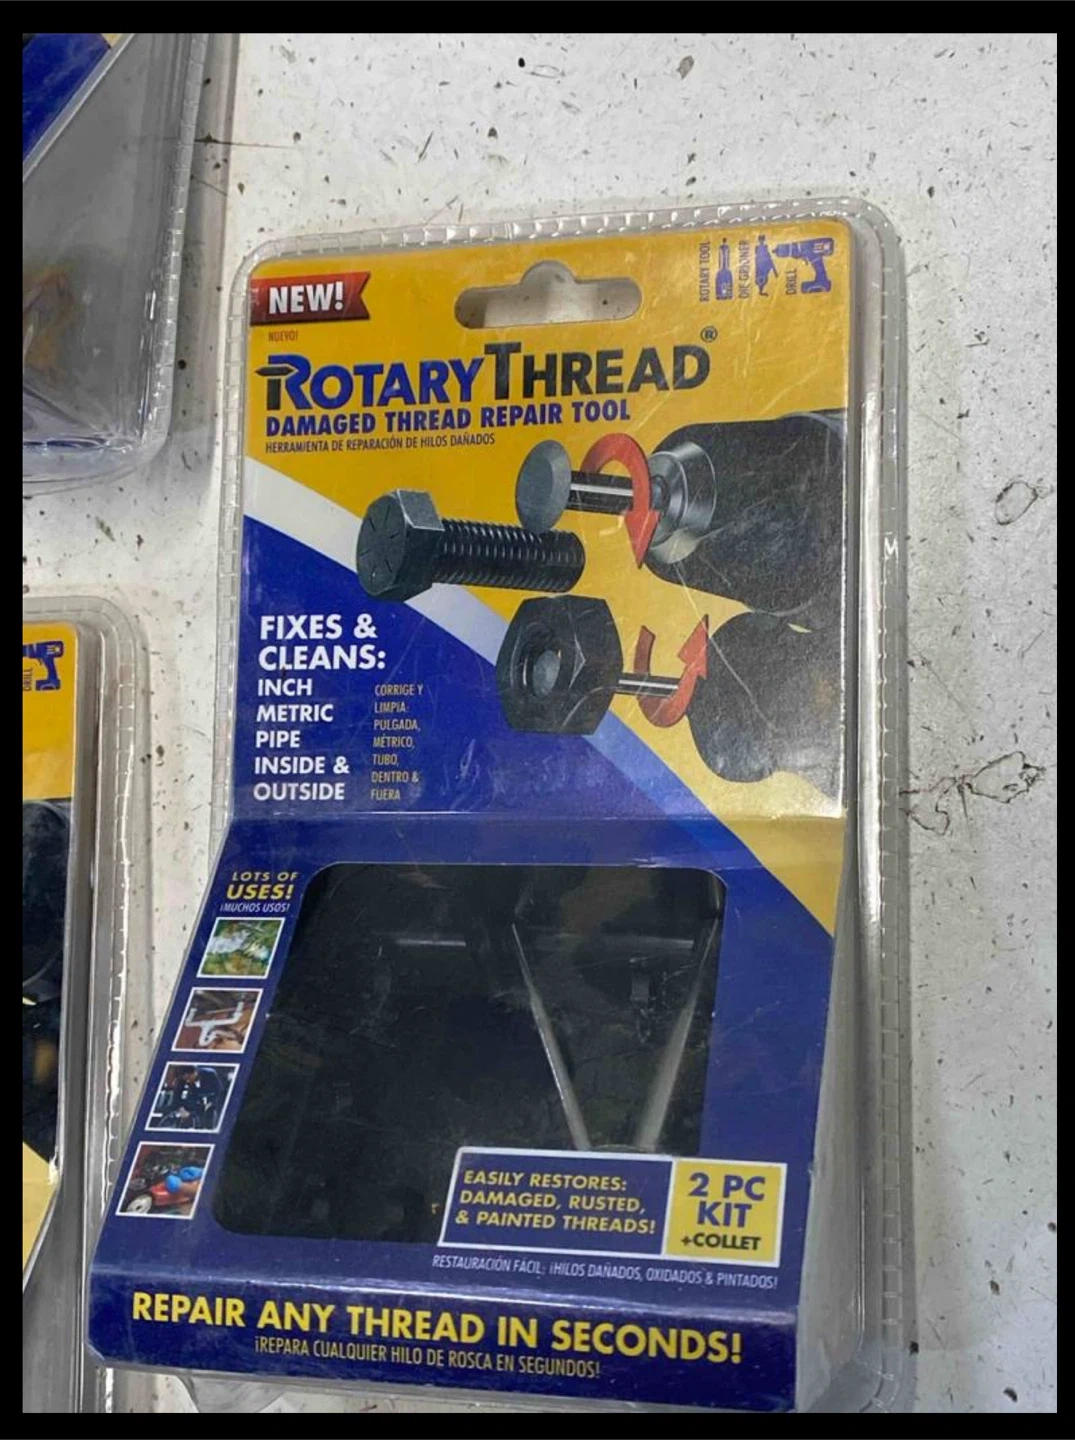 NEW!
NUEVO!
ROTARY TOOL
DIE GRINDER
DRILL
ROTARYTHREAD®
DAMAGED THREAD REPAIR TOOL
HERRAMIENTA DE REPARACIÓN DE HILOS DAÑADOS
FIXES &
CLEANS:
INCH
METRIC
PIPE
INSIDE &
OUTSIDE
CORRIGE Y
LIMPIA:
PULGADA,
MÉTRICO,
TUBO,
DENTRO &
FUERA
DRILL
LOTS OF
USES!
¡MUCHOS USOS!
EASILY RESTORES:
DAMAGED, RUSTED,
& PAINTED THREADS!
2 PC
KIT
+COLLET
RESTAURACIÓN FÁCIL: ¡HILOS DAÑADOS, OXIDADOS & PINTADOS!
REPAIR ANY THREAD IN SECONDS!
¡REPARA CUALQUIER HILO DE ROSCA EN SEGUNDOS!